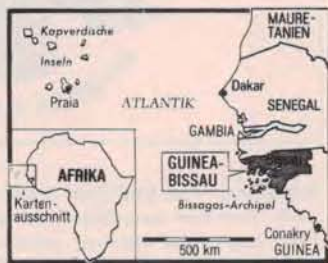 Kapverdische
Inseln
Praia
ATLANTIK
MAURE-
TANIEN
Dakar
SENEGAL
GAMBIA
GUINEA-
BISSAU
Bissagos-Archipel
Conakry
GUINEA
500 km
AFRIKA
Karten-
ausschnitt